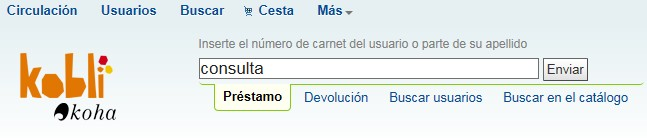 Circulación Usuarios Buscar Cesta Más
Inserte el número de carnet del usuario o parte de su apellido
kobli
koha
consulta Enviar
Préstamo Devolución Buscar usuarios Buscar en el catálogo